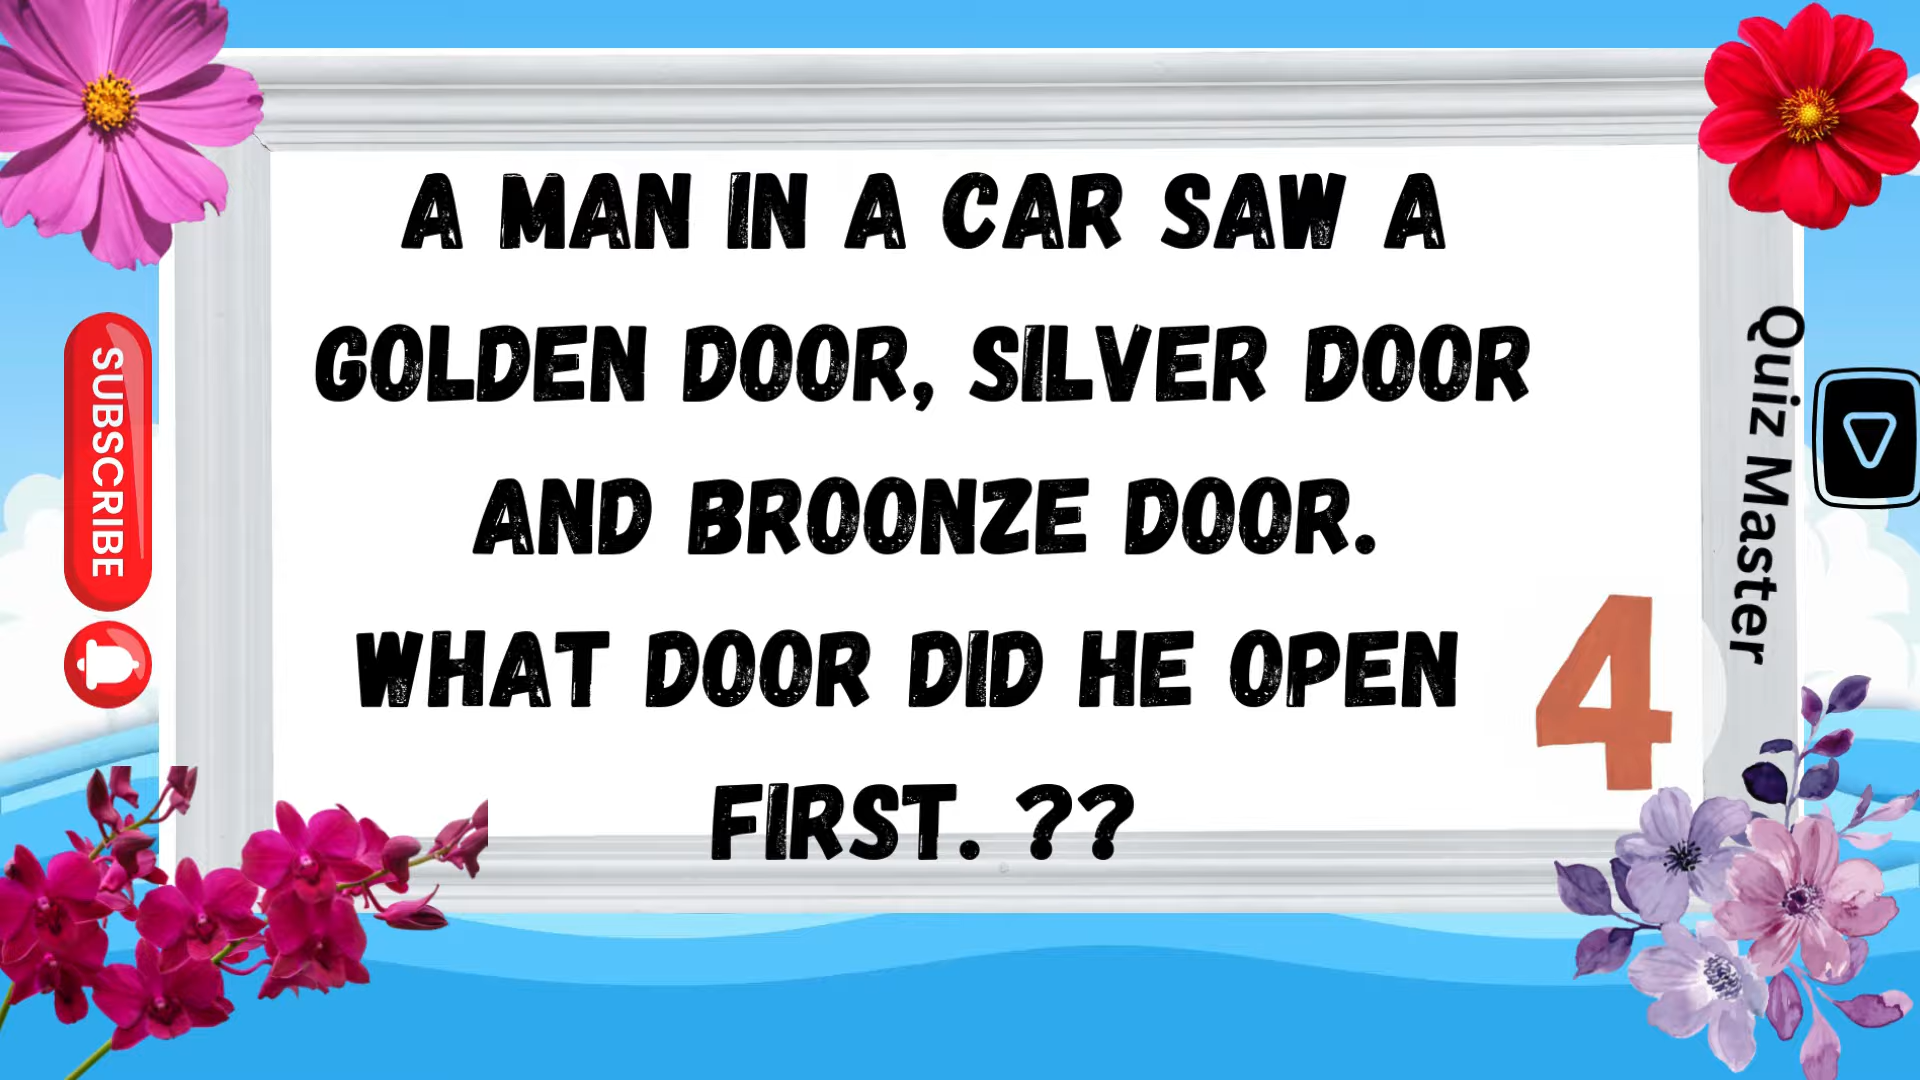 A MAN IN A CAR SAW A
GOLDEN DOOR, SILVER DOOR
AND BROONZE DOOR.
WHAT DOOR DID HE OPEN
FIRST. ??
4
SUBSCRIBE
Quiz Master